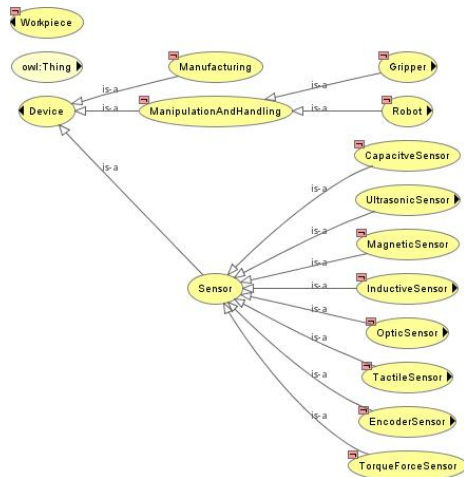 Workpiece
owl:Thing
Manufacturing
Gripper
is-a
is-a
Device
is-a
ManipulationAndHandling
is-a
Robot
CapacitveSensor
is-a
is-a
UltrasonicSensor
is-a
is-a
MagneticSensor
is-a
Sensor
is-a
InductiveSensor
is-a
OpticSensor
is-a
TactileSensor
is-a
EncoderSensor
is-a
TorqueForceSensor